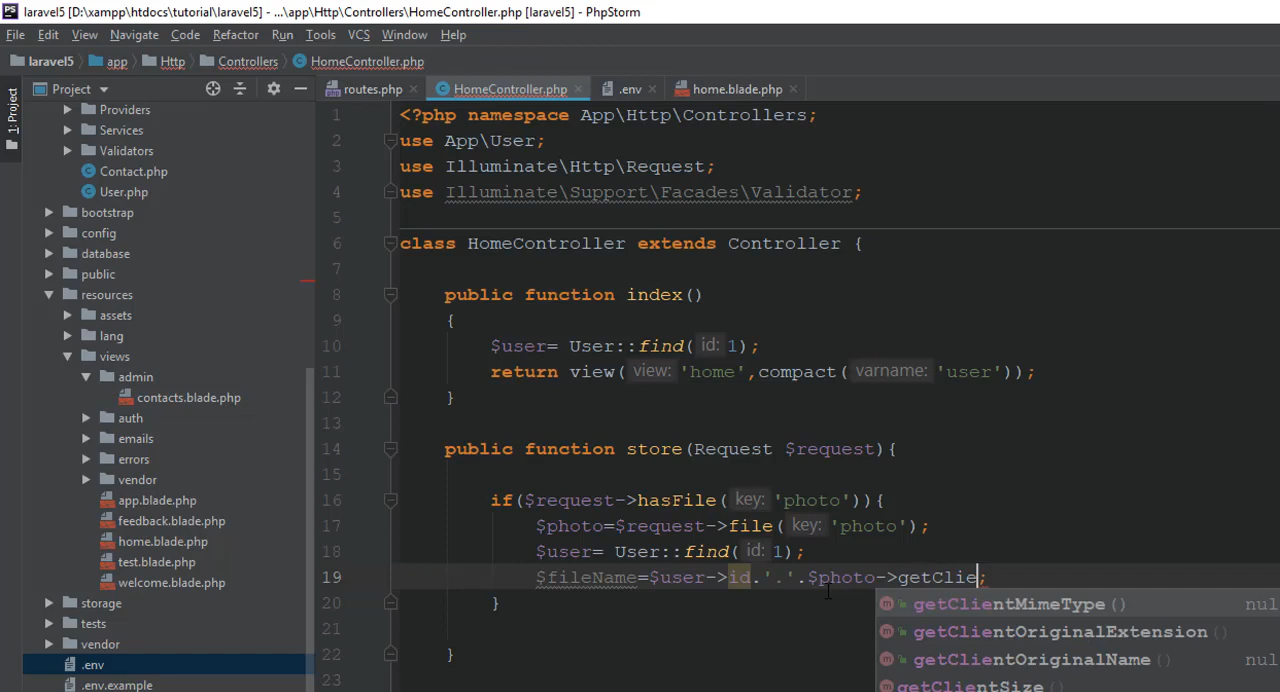 PS laravel5 [D:\xampp\htdocs\tutorial\laravel5] - ...\app\Http\Controllers\HomeController.php [laravel5] - PhpStorm
File Edit View Navigate Code Refactor Run Tools VCS Window Help
laravel5 app Http Controllers HomeController.php
Project
routes.php HomeController.php .env home.blade.php
1: Project
Providers
Services
Validators
Contact.php
User.php
bootstrap
config
database
public
resources
assets
lang
views
admin
contacts.blade.php
auth
emails
errors
vendor
app.blade.php
feedback.blade.php
home.blade.php
test.blade.php
welcome.blade.php
storage
tests
vendor
.env
.env.example
1 <?php namespace App\Http\Controllers;
2 use App\User;
3 use Illuminate\Http\Request;
4 use Illuminate\Support\Facades\Validator;
5
6 class HomeController extends Controller {
7
8 public function index()
9 {
10 $user= User::find( id: 1);
11 return view( view: 'home',compact( varname: 'user'));
12 }
13
14 public function store(Request $request){
15
16 if($request->hasFile( key: 'photo')){
17 $photo=$request->file( key: 'photo');
18 $user= User::find( id: 1);
19 $fileName=$user->id.'.'.$photo->getClie;
20 }
21
22 }
23
getClientMimeType() nul
getClientOriginalExtension()
getClientOriginalName() nul
getClientSize()